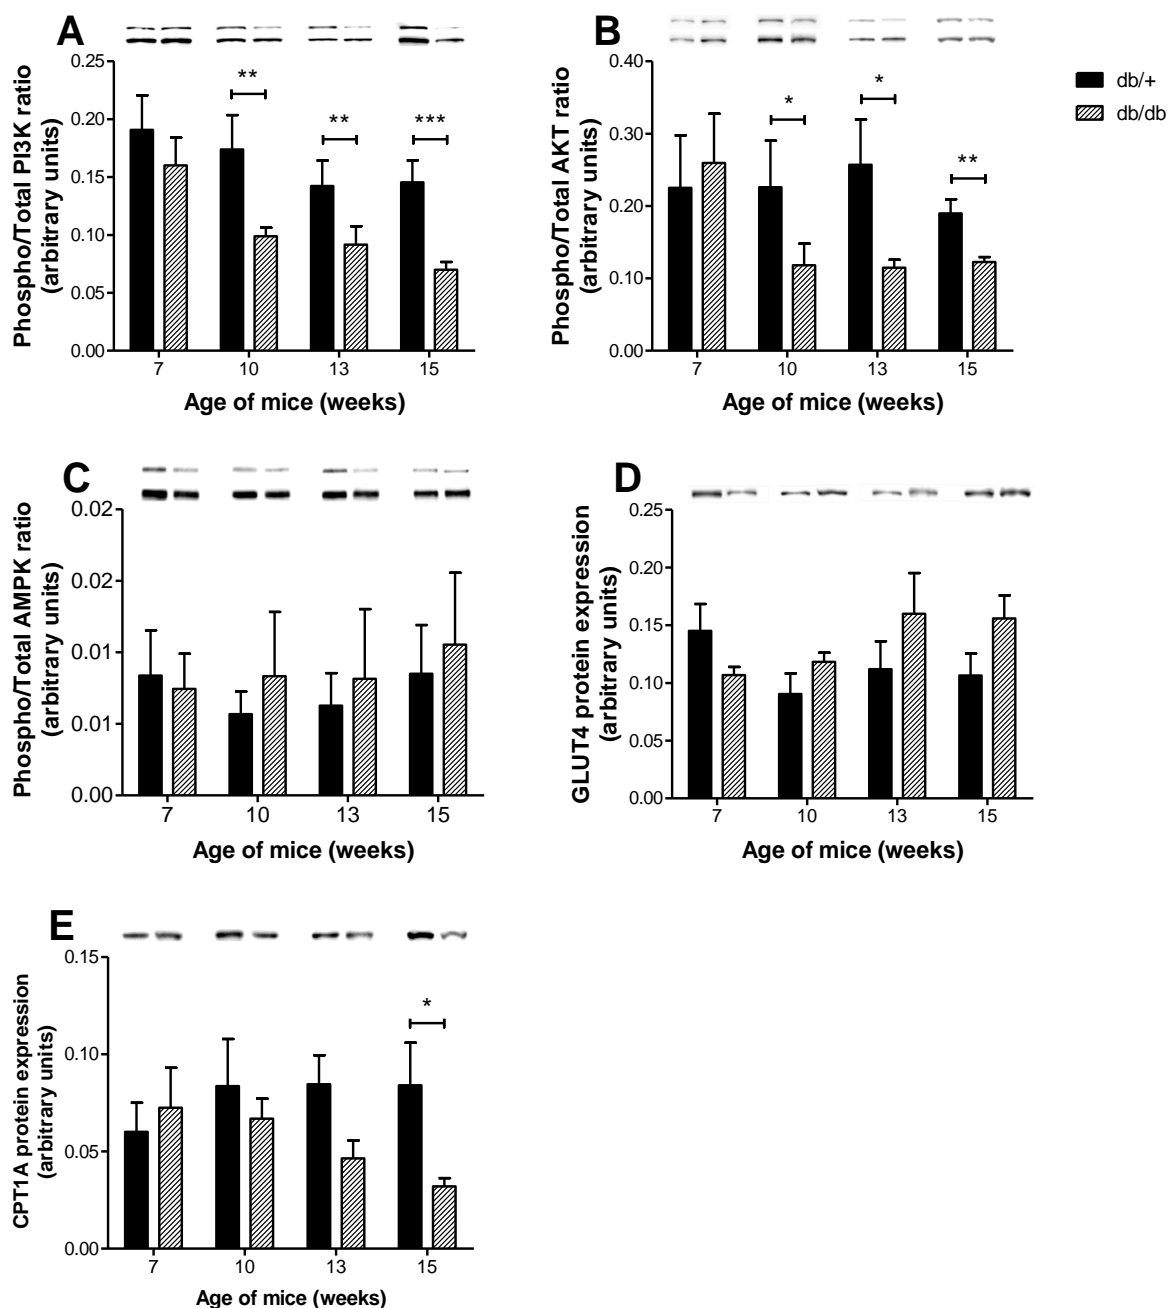 A
0.25
0.20
0.15
0.10
0.05
0.00
Phospho/Total PI3K ratio
(arbitrary units)
**
**
***
7 10 13 15
Age of mice (weeks)
B
0.40
0.30
0.20
0.10
0.00
Phospho/Total AKT ratio
(arbitrary units)
*
*
**
7 10 13 15
Age of mice (weeks)
db/+
db/db
C
0.02
0.02
0.01
0.01
0.00
Phospho/Total AMPK ratio
(arbitrary units)
7 10 13 15
Age of mice (weeks)
D
0.25
0.20
0.15
0.10
0.05
0.00
GLUT4 protein expression
(arbitrary units)
7 10 13 15
Age of mice (weeks)
E
0.15
0.10
0.05
0.00
CPT1A protein expression
(arbitrary units)
*
7 10 13 15
Age of mice (weeks)